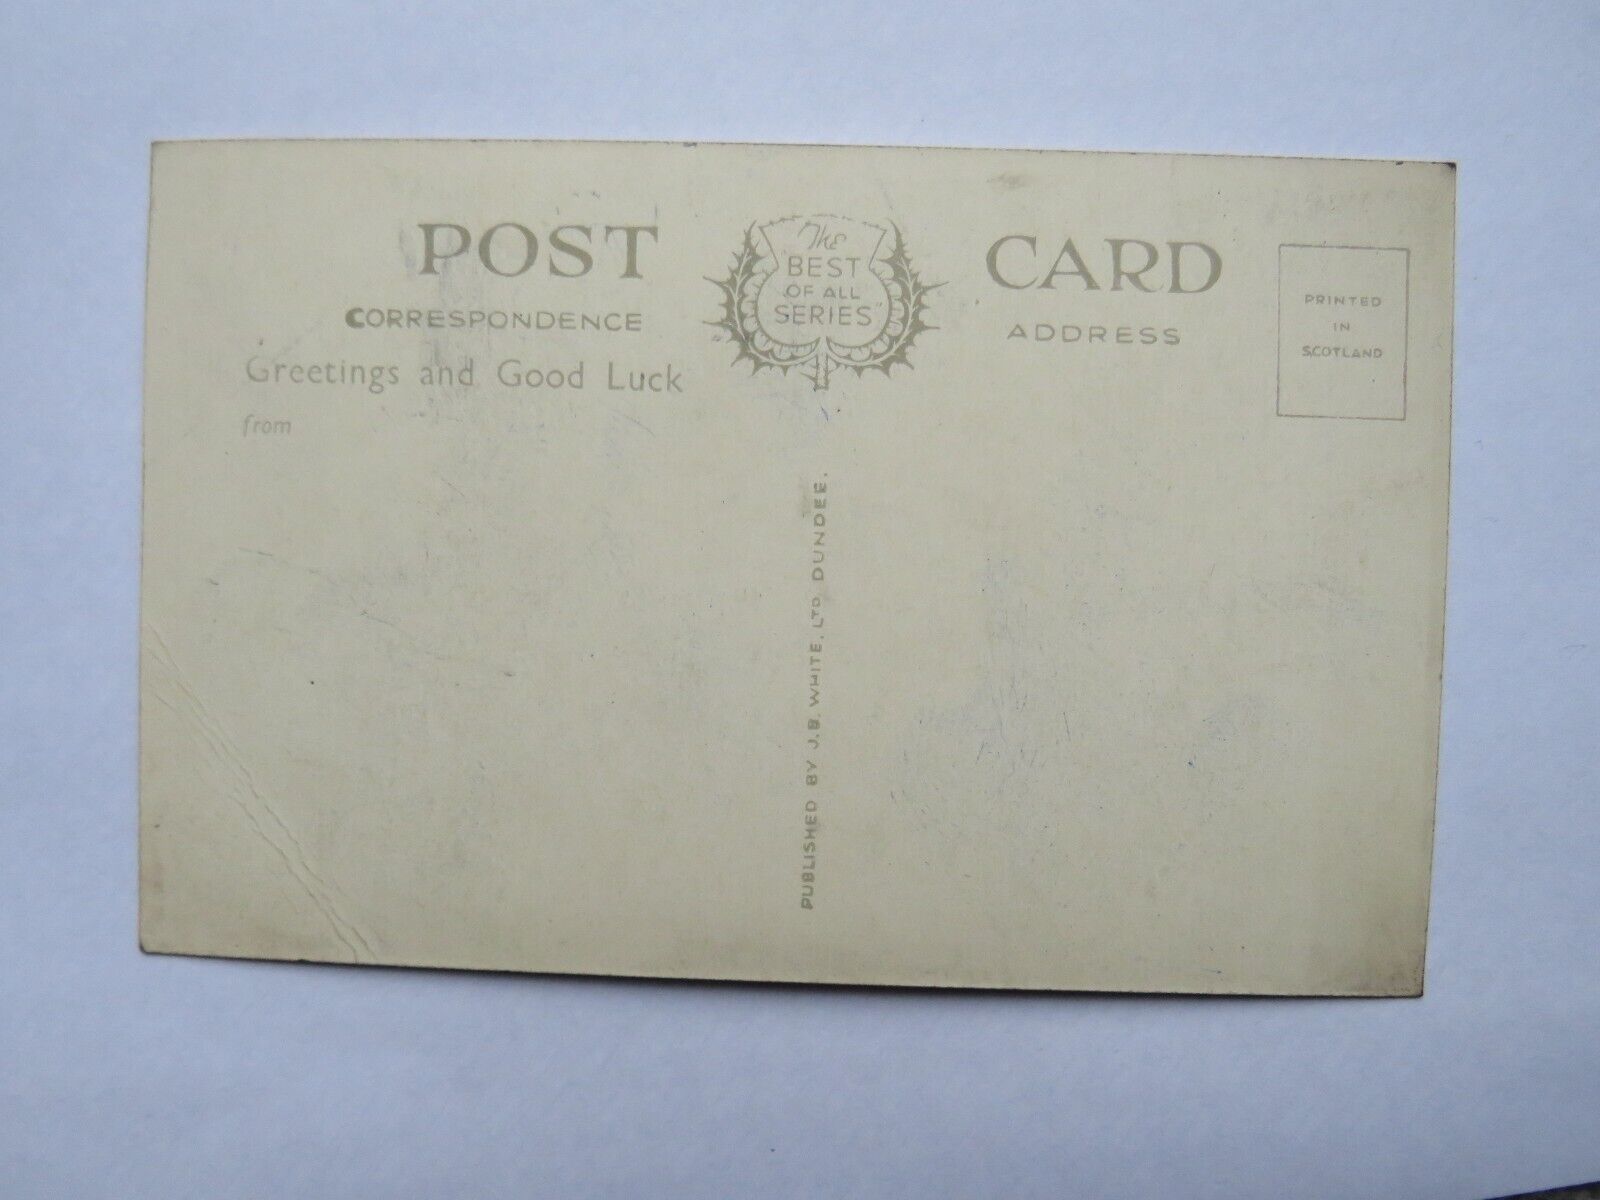 POST CARD
The
"BEST
OF ALL
SERIES"
CORRESPONDENCE
ADDRESS
PRINTED
IN
SCOTLAND
Greetings and Good Luck
from
PUBLISHED BY J.B. WHITE, LTD DUNDEE.